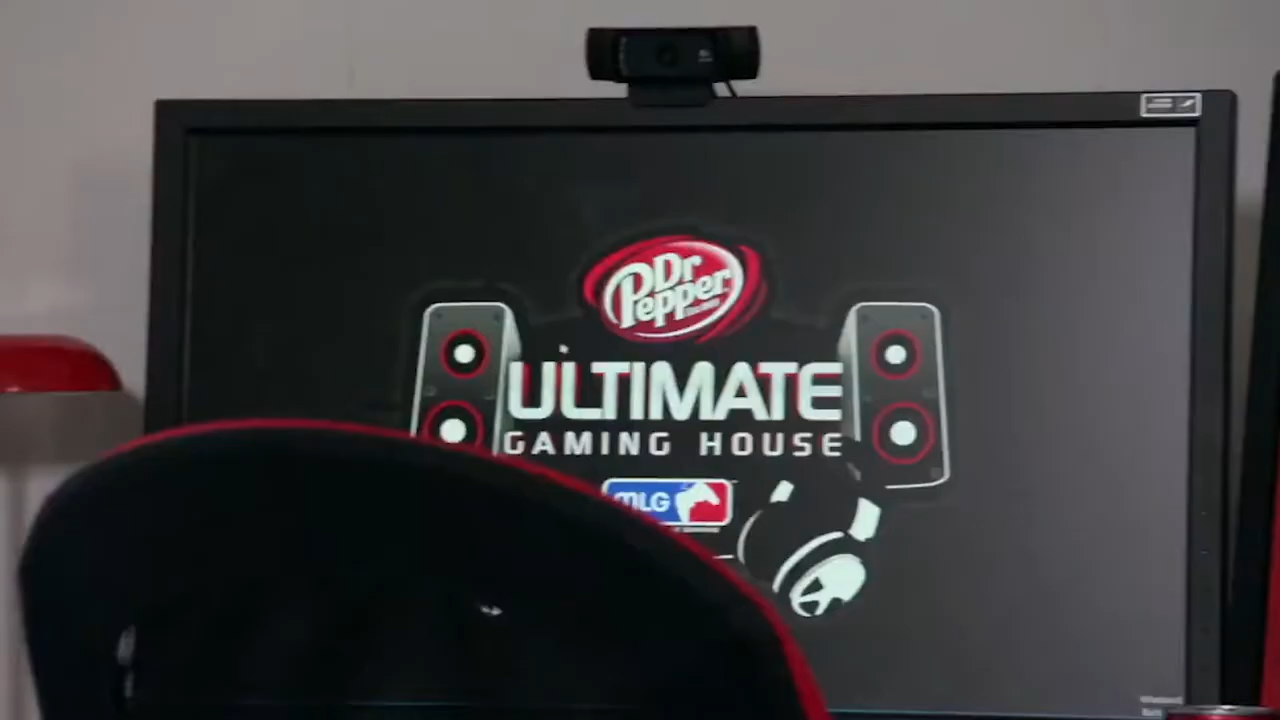 Dr
Pepper
ULTIMATE
GAMING HOUSE
MLG